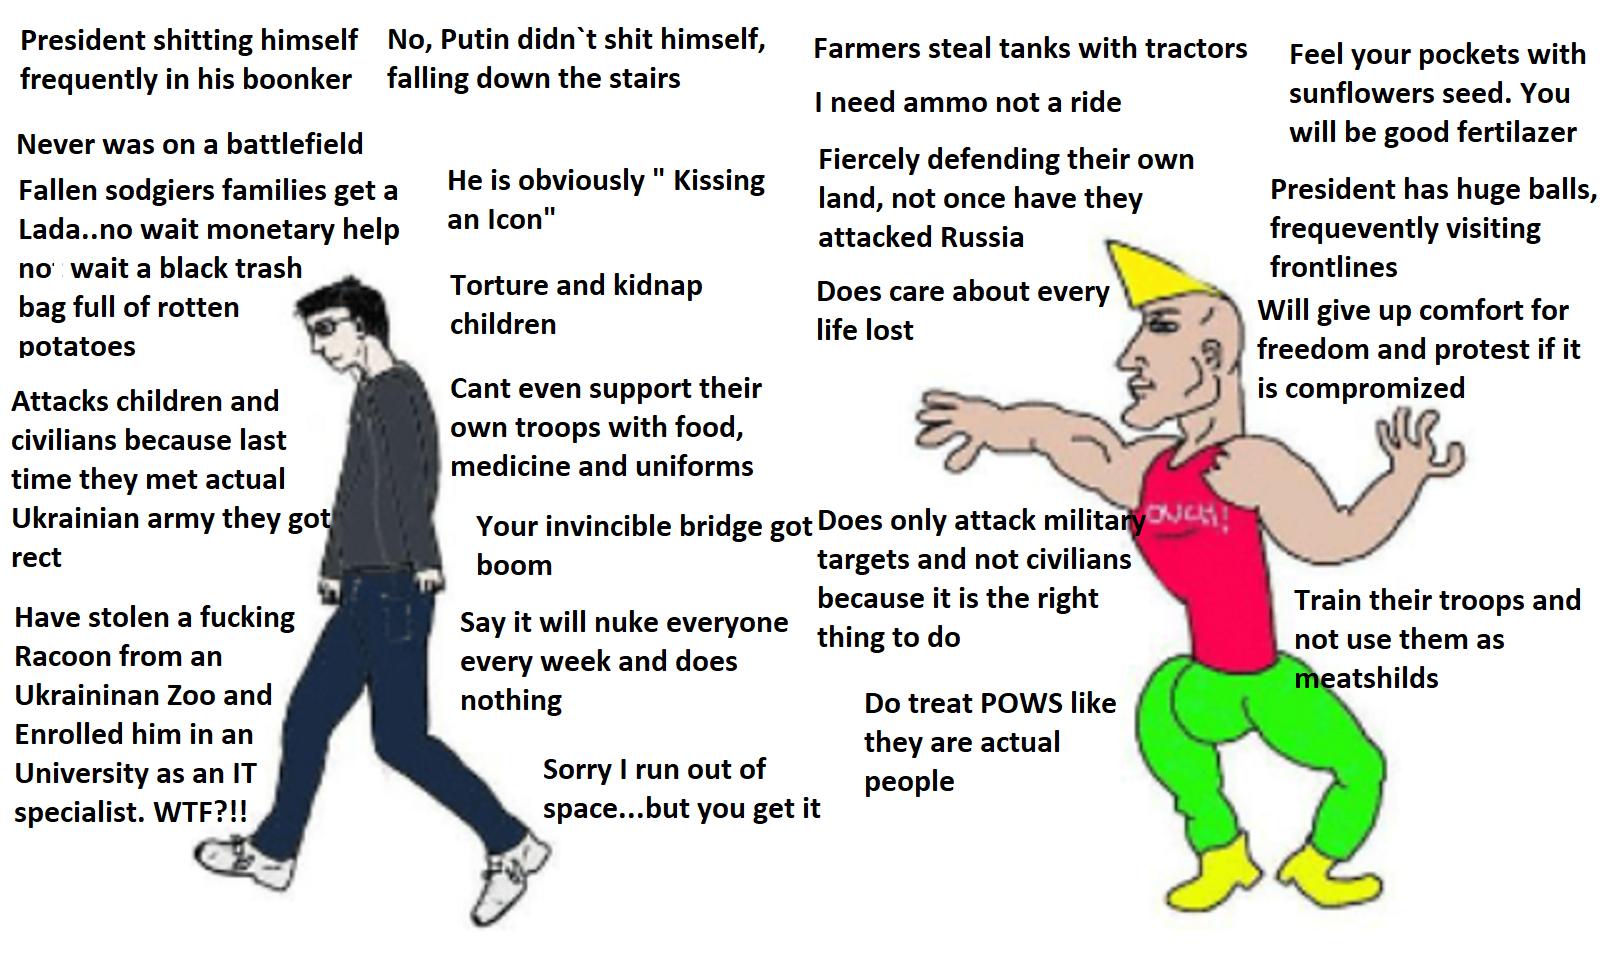 President shitting himself
frequently in his boonker
No, Putin didn`t shit himself,
falling down the stairs
Never was on a battlefield
Fallen sodgiers families get a
Lada..no wait monetary help
no wait a black trash
bag full of rotten
potatoes
He is obviously " Kissing
an Icon"
Torture and kidnap
children
Attacks children and
civilians because last
time they met actual
Ukrainian army they got
rect
Cant even support their
own troops with food,
medicine and uniforms
Your invincible bridge got
boom
Have stolen a fucking
Racoon from an
Ukraininan Zoo and
Enrolled him in an
University as an IT
specialist. WTF?!!
Say it will nuke everyone
every week and does
nothing
Sorry I run out of
space...but you get it
Farmers steal tanks with tractors
I need ammo not a ride
Fiercely defending their own
land, not once have they
attacked Russia
Does care about every
life lost
Feel your pockets with
sunflowers seed. You
will be good fertilazer
President has huge balls,
frequevently visiting
frontlines
Will give up comfort for
freedom and protest if it
is compromized
OUCH!
Does only attack military
targets and not civilians
because it is the right
thing to do
Do treat POWS like
they are actual
people
Train their troops and
not use them as
meatshilds